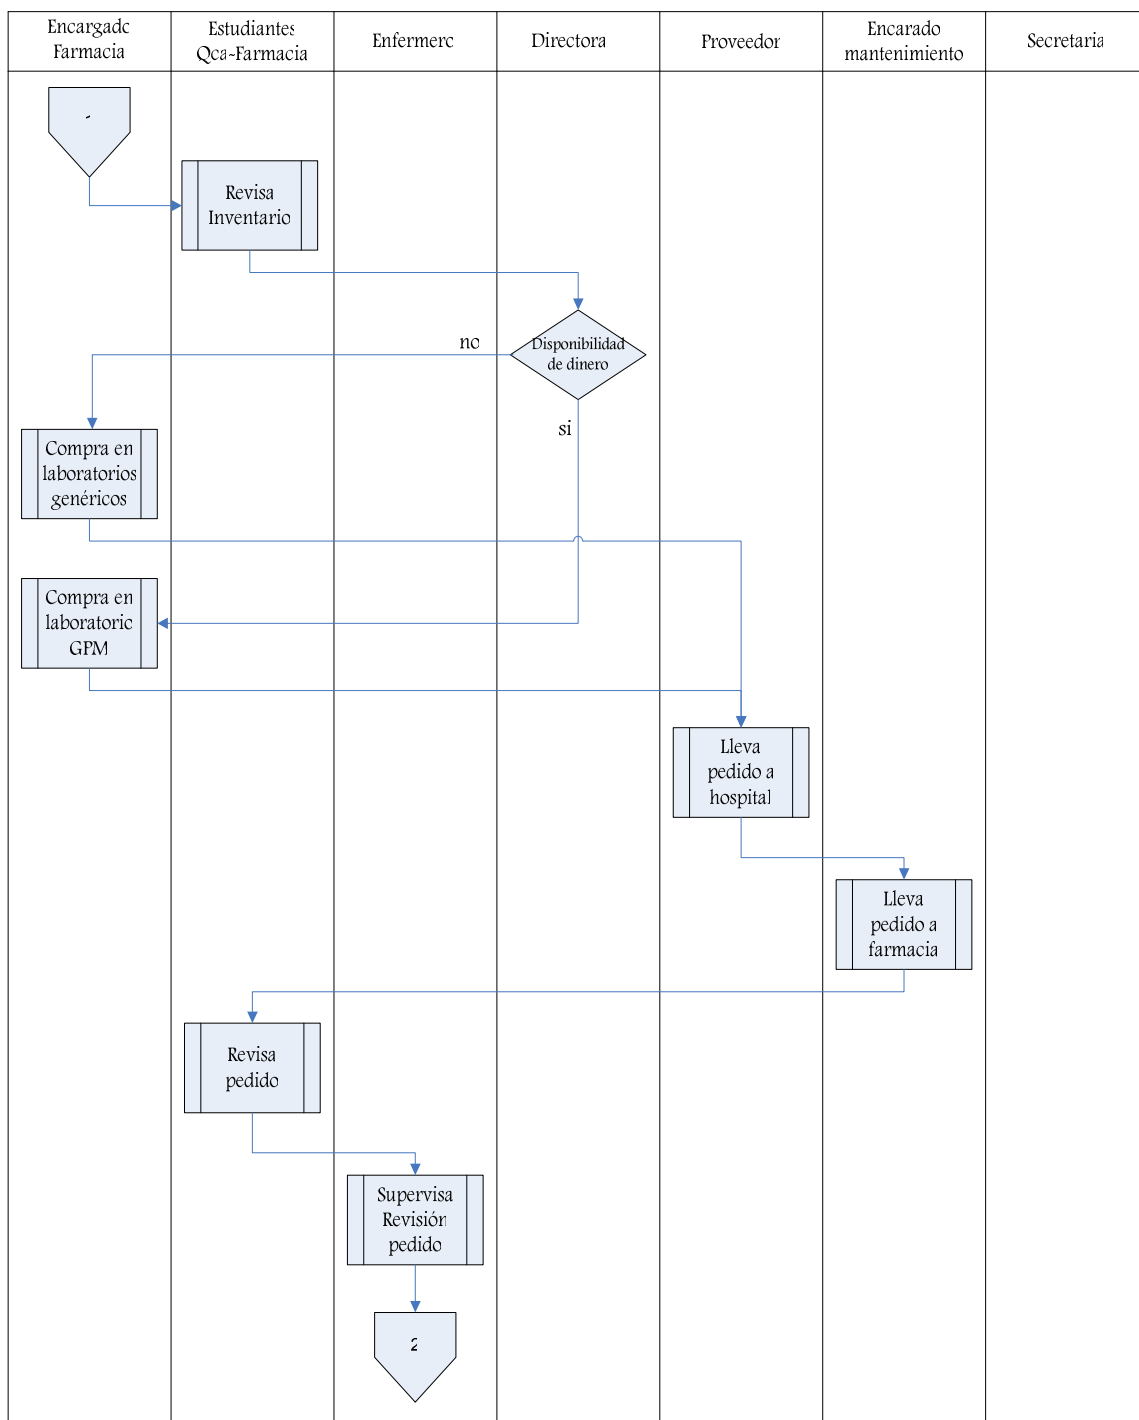 Encargado
Farmacia
Estudiantes
Qca-Farmacia
Enfermero
Directora
Proveedor
Encarado
mantenimiento
Secretaria
Revisa
Inventario
Disponibilidad
de dinero
no
si
Compra en
laboratorios
genéricos
Compra en
laboratorio
GPM
Lleva
pedido a
hospital
Lleva
pedido a
farmacia
Revisa
pedido
Supervisa
Revisión
pedido
2